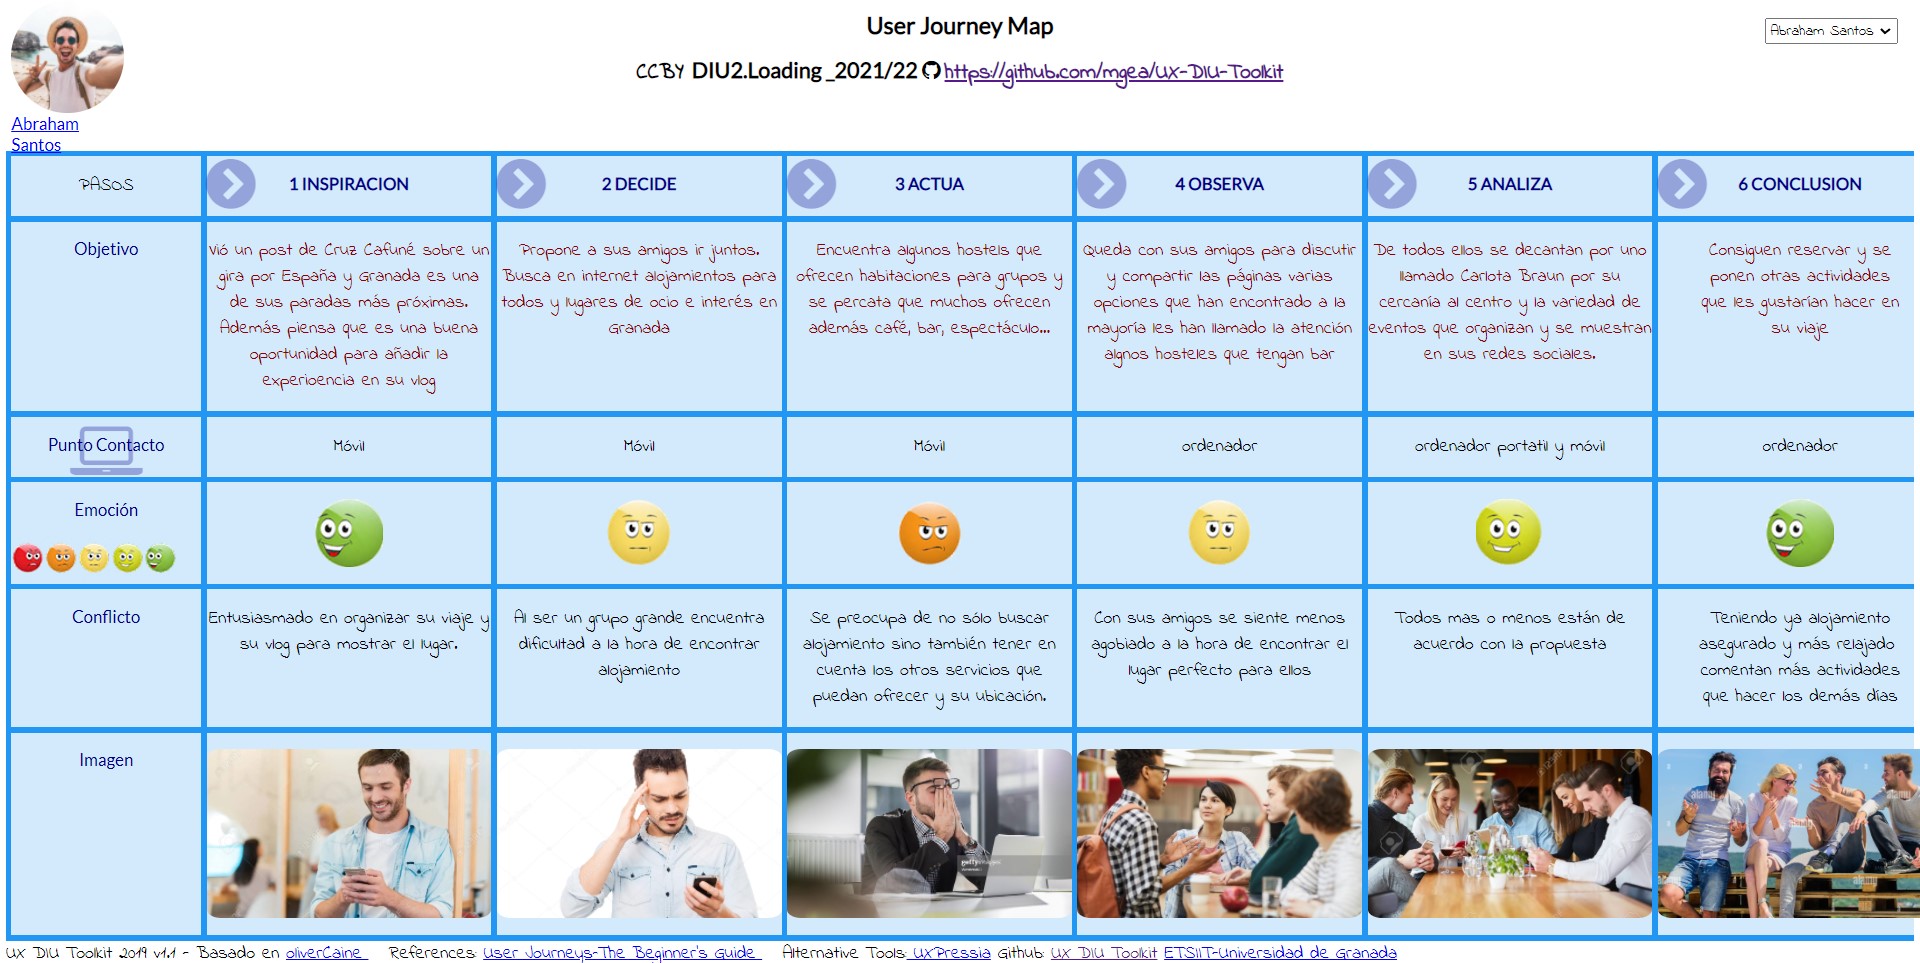 User Journey Map
Abraham Santos
CCBY DIU2.Loading _2021/22 https://github.com/mgea/UX-DIU-Toolkit
Abraham
Santos
PASOS
1 INSPIRACION
2 DECIDE
3 ACTUA
4 OBSERVA
5 ANALIZA
6 CONCLUSION
Objetivo
Vió un post de Cruz Cafuné sobre un
gira por España y Granada es una
de sus paradas más próximas.
Además piensa que es una buena
oportunidad para añadir la
experioencia en su vlog
Propone a sus amigos ir juntos.
Busca en internet alojamientos para
todos y lugares de ocio e interés en
Granada
Encuentra algunos hostels que
ofrecen habitaciones para grupos y
se percata que muchos ofrecen
además café, bar, espectáculo...
Queda con sus amigos para discutir
y compartir las páginas varias
opciones que han encontrado a la
mayoría les han llamado la atención
algnos hosteles que tengan bar
De todos ellos se decantan por uno
llamado Carlota Braun por su
cercanía al centro y la variedad de
eventos que organizan y se muestran
en sus redes sociales.
Consiguen reservar y se
ponen otras actividades
que les gustarían hacer en
su viaje
Punto Contacto
Móvil
Móvil
Móvil
ordenador
ordenador portatil y móvil
ordenador
Emoción
Conflicto
Entusiasmado en organizar su viaje y
su vlog para mostrar el lugar.
Al ser un grupo grande encuentra
dificultad a la hora de encontrar
alojamiento
Se preocupa de no sólo buscar
alojamiento sino también tener en
cuenta los otros servicios que
puedan ofrecer y su ubicación.
Con sus amigos se siente menos
agobiado a la hora de encontrar el
lugar perfecto para ellos
Todos mas o menos están de
acuerdo con la propuesta
Teniendo ya alojamiento
asegurado y más relajado
comentan más actividades
que hacer los demás días
Imagen
gettyimages
alamy
alamy
alamy
UX DIU Toolkit 2019 v1.1 - Basado en oliverCaine References: User Journeys-The Beginner's Guide Alternative Tools: UXPressia Github: UX DIU Toolkit ETSIIT-Universidad de Granada